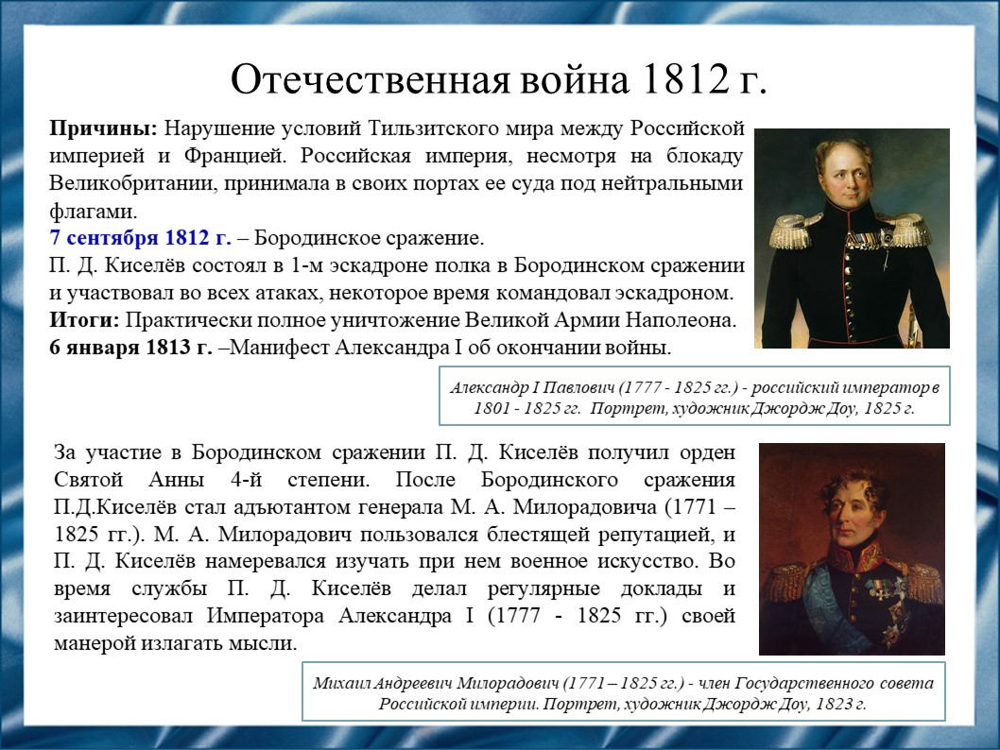 Отечественная война 1812 г.
Причины: Нарушение условий Тильзитского мира между Российской
империей и Францией. Российская империя, несмотря на блокаду
Великобритании, принимала в своих портах ее суда под нейтральными
флагами.
7 сентября 1812 г. – Бородинское сражение.
П. Д. Киселёв состоял в 1-м эскадроне полка в Бородинском сражении
и участвовал во всех атаках, некоторое время командовал эскадроном.
Итоги: Практически полное уничтожение Великой Армии Наполеона.
6 января 1813 г. –Манифест Александра I об окончании войны.
Александр I Павлович (1777 - 1825 гг.) - российский император в
1801 - 1825 гг. Портрет, художник Джордж Доу, 1825 г.
За участие в Бородинском сражении П. Д. Киселёв получил орден
Святой Анны 4-й степени. После Бородинского сражения
П.Д.Киселёв стал адъютантом генерала М. А. Милорадовича (1771 –
1825 гг.). М. А. Милорадович пользовался блестящей репутацией, и
П. Д. Киселёв намеревался изучать при нем военное искусство. Во
время службы П. Д. Киселёв делал регулярные доклады и
заинтересовал Императора Александра I (1777 - 1825 гг.) своей
манерой излагать мысли.
Михаил Андреевич Милорадович (1771 – 1825 гг.) - член Государственного совета
Российской империи. Портрет, художник Джордж Доу, 1823 г.